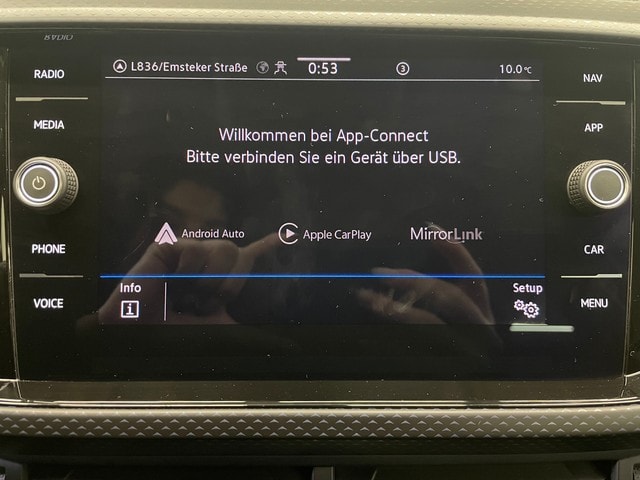 RADIO
RADIO
MEDIA
PHONE
VOICE
L836/Emsteker Straße
0:53
3
10.0°C
Willkommen bei App-Connect
Bitte verbinden Sie ein Gerät über USB.
Android Auto
Apple CarPlay
MirrorLink
Info
i
Setup
NAV
APP
CAR
MENU